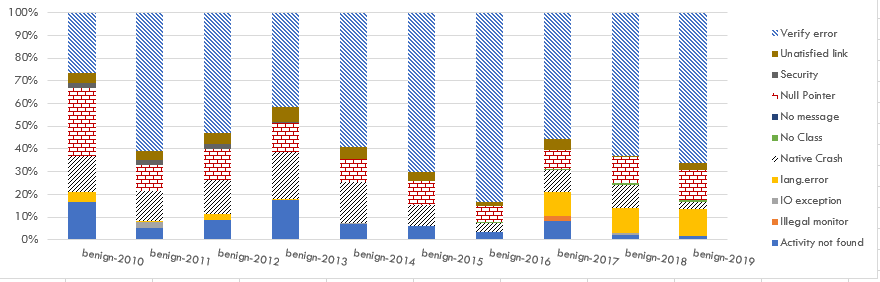 100%
90%
80%
70%
60%
50%
40%
30%
20%
10%
0%
benign-2010
benign-2011
benign-2012
benign-2013
benign-2014
benign-2015
benign-2016
benign-2017
benign-2018
benign-2019
Verify error
Unatisfied link
Security
Null Pointer
No message
No Class
Native Crash
lang.error
IO exception
Illegal monitor
Activity not found